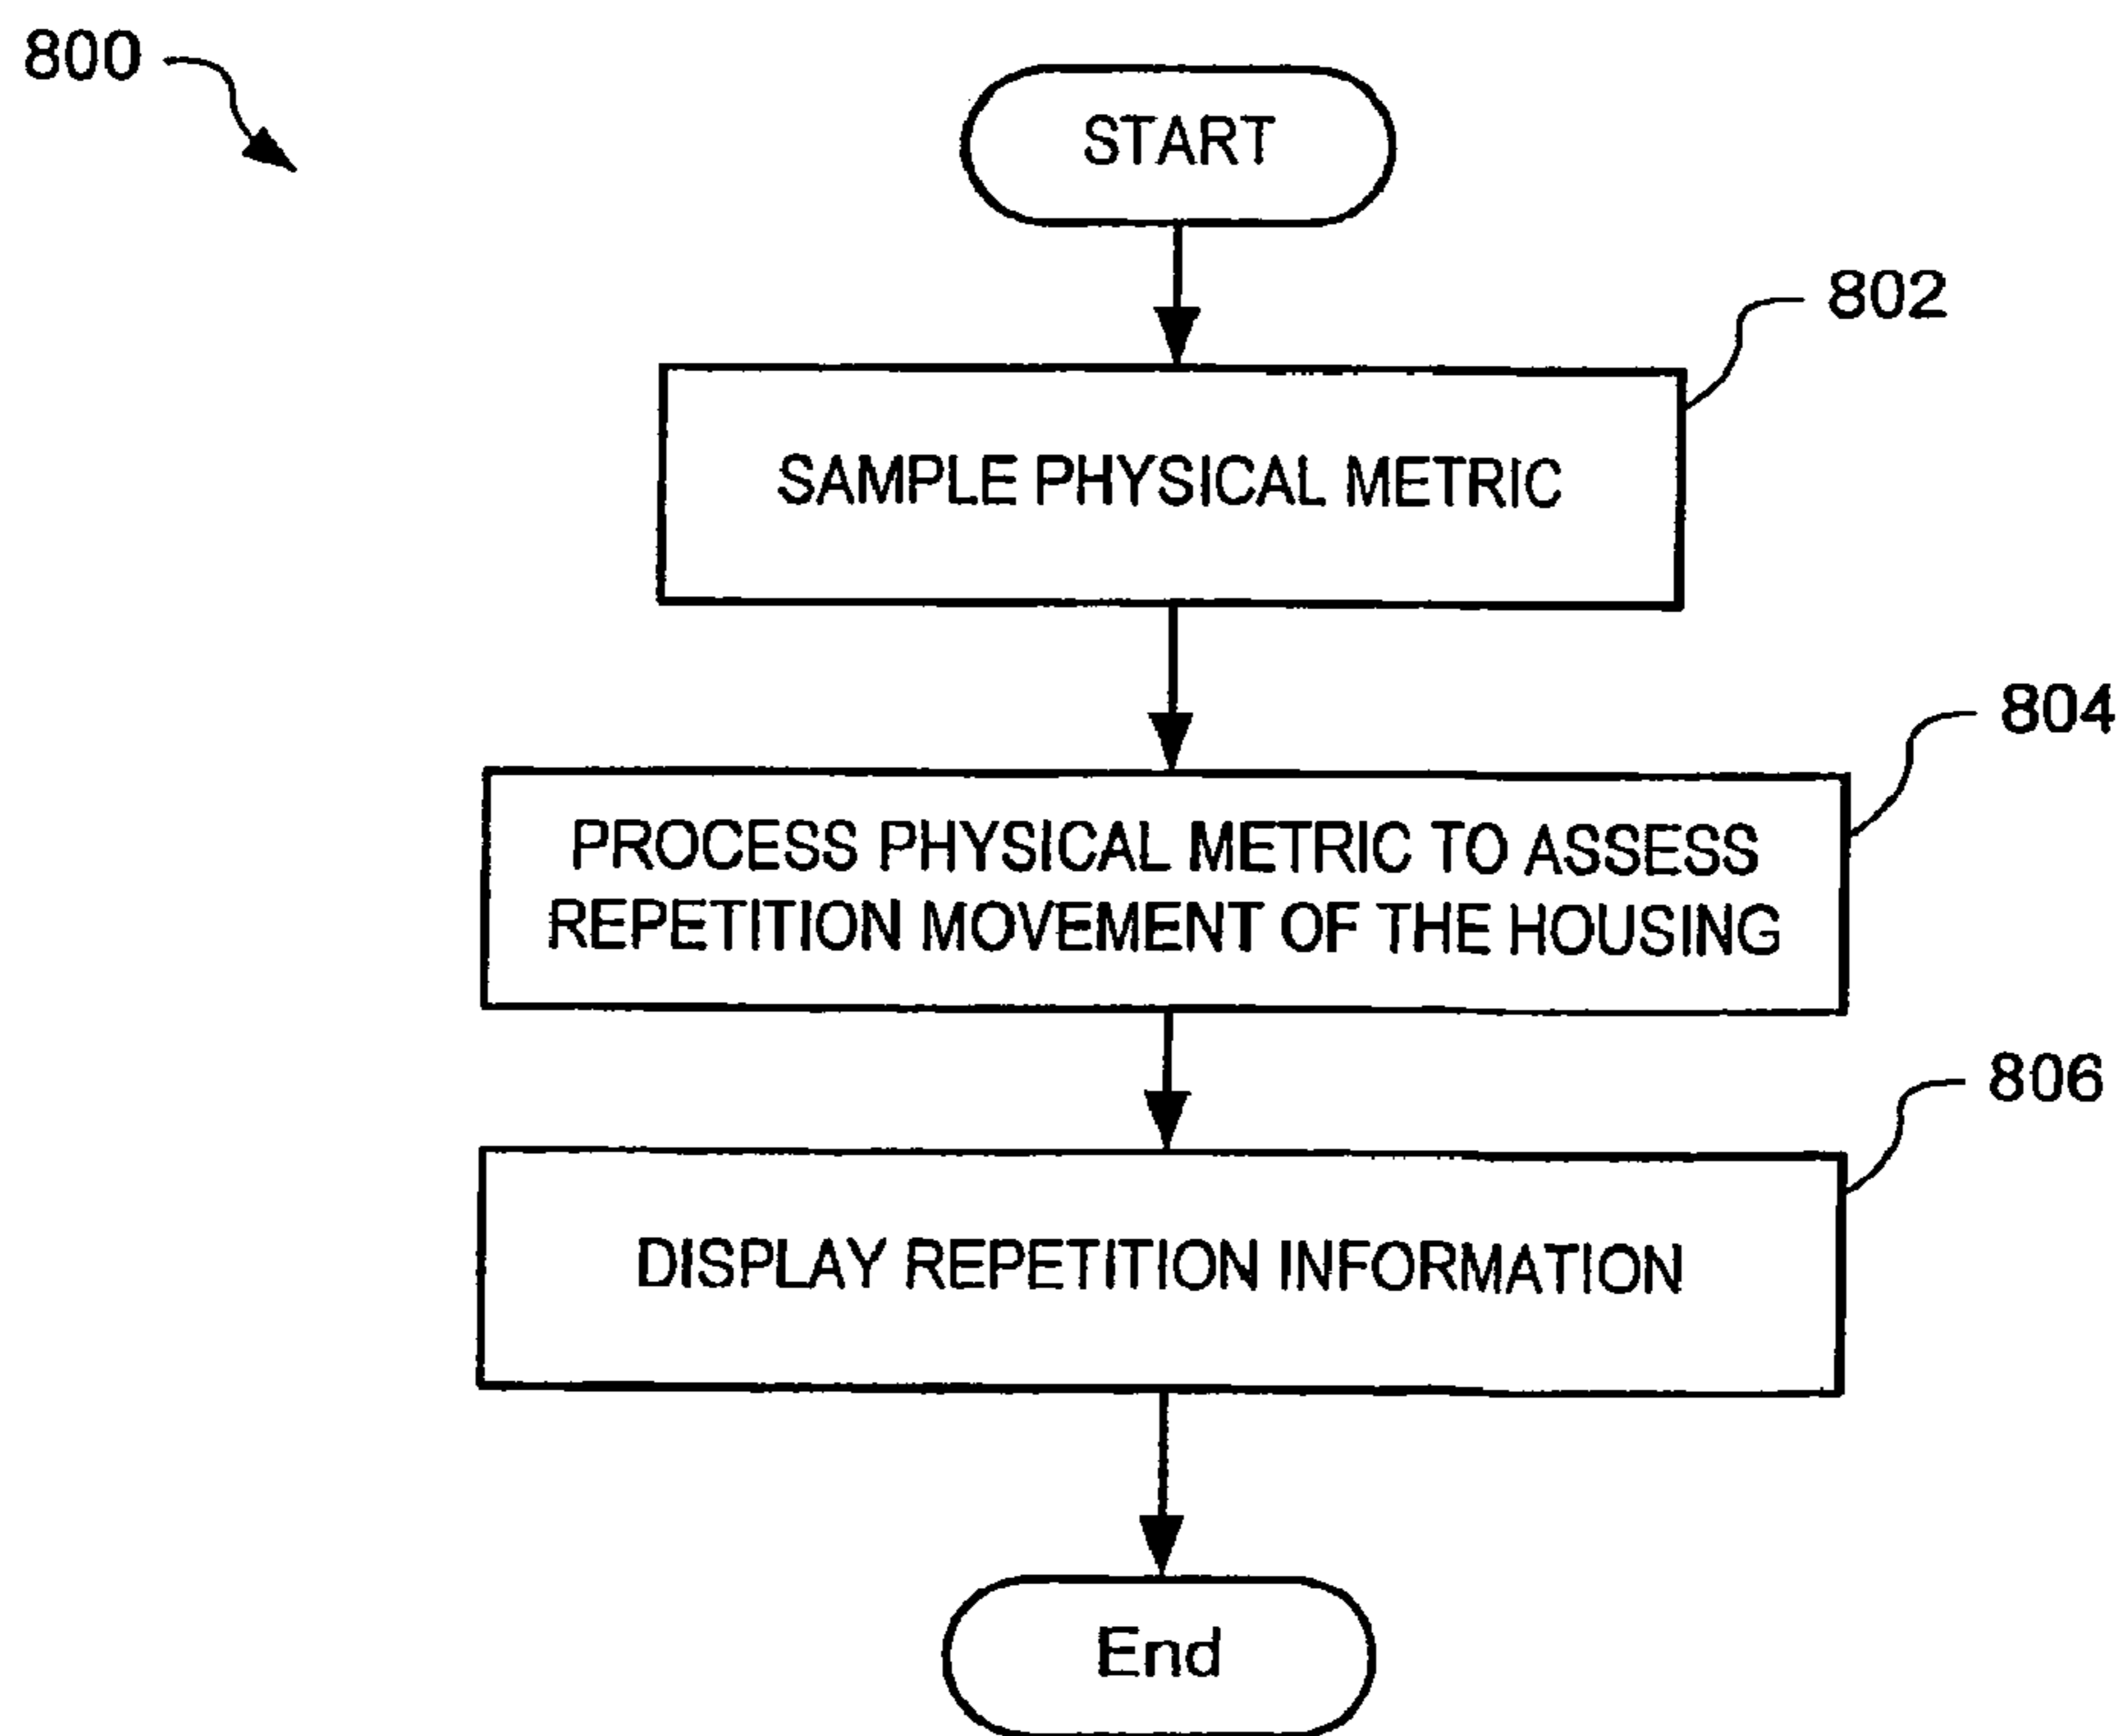 800
START
802
SAMPLE PHYSICAL METRIC
804
PROCESS PHYSICAL METRIC TO ASSESS
REPETITION MOVEMENT OF THE HOUSING
806
DISPLAY REPETITION INFORMATION
End